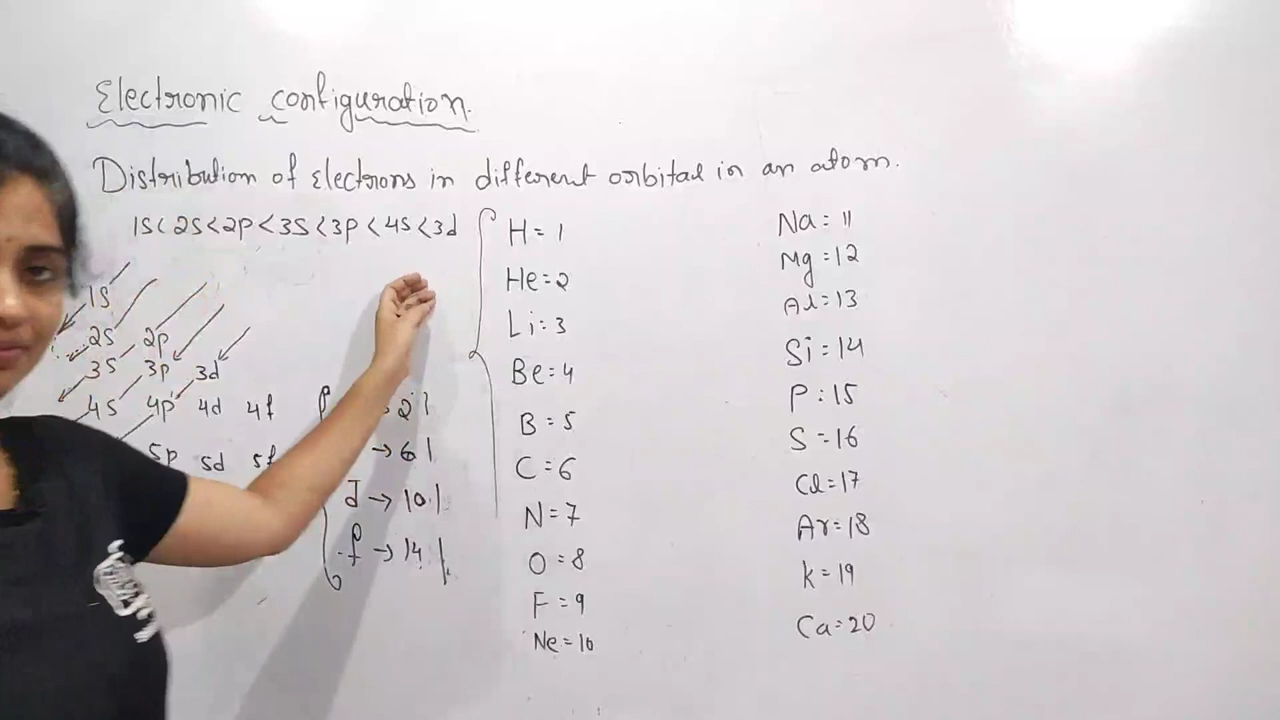 Electronic configuration.
Distribution of Electrons in different orbital in an atom.
1S < 2S < 2p < 3S < 3p < 4S < 3d
1S
2S 2p
3S 3p 3d
4S 4p 4d 4f
5p 5d 5f
→ 2
→ 6
d → 10
f → 14
H = 1
He = 2
Li = 3
Be = 4
B = 5
C = 6
N = 7
O = 8
F = 9
Ne = 10
Na = 11
Mg = 12
Al = 13
Si = 14
P = 15
S = 16
Cl = 17
Ar = 18
K = 19
Ca = 20